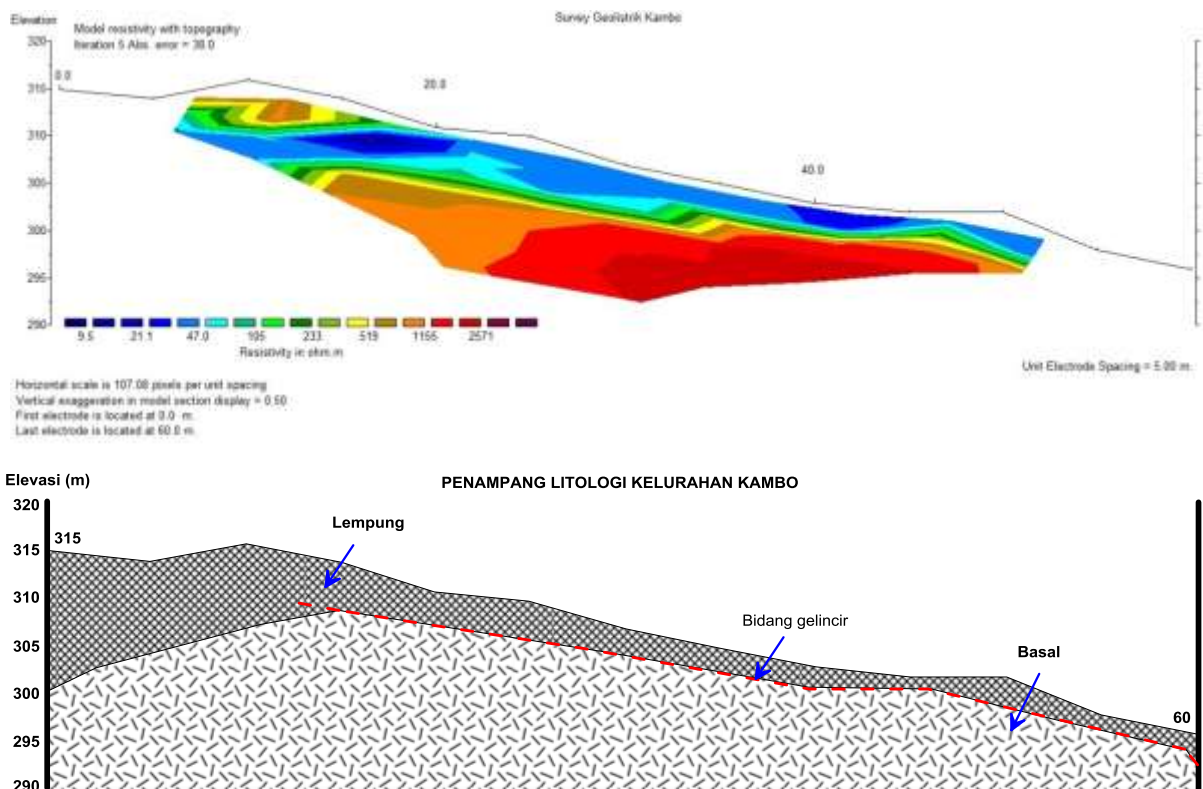 Survey Geolistrik Kambo
Elevation
Model resistivity with topography
Iteration 5 Abs. error = 38.0
320
315
310
305
300
295
290
0.0
20.0
40.0
9.5 21.1 47.0 105 233 519 1155 2571
Resistivity in ohm.m
Unit Electrode Spacing = 5.00 m.
Horizontal scale is 107.08 pixels per unit spacing
Vertical exaggeration in model section display = 0.50
First electrode is located at 0.0 m.
Last electrode is located at 60.0 m.
Elevasi (m)
PENAMPANG LITOLOGI KELURAHAN KAMBO
320
315
310
305
300
295
290
315
Lempung
Bidang gelincir
Basal
60